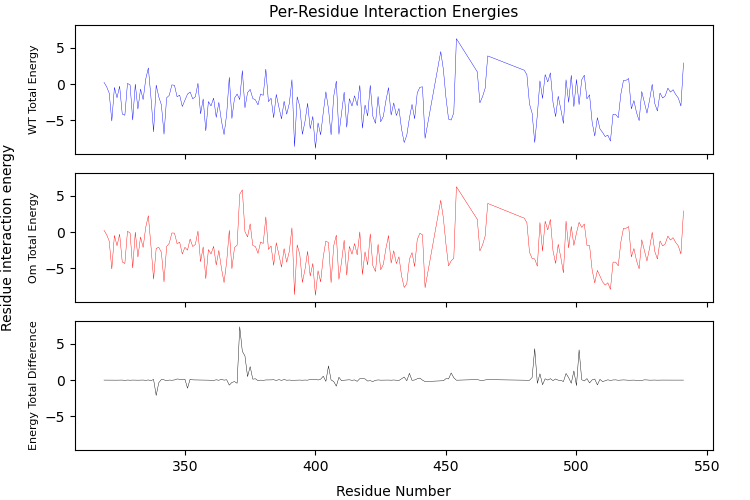 Per-Residue Interaction Energies
Residue interaction energy
WT Total Energy
5
0
−5
Om Total Energy
5
0
−5
Energy Total Difference
5
0
−5
350 400 450 500 550
Residue Number